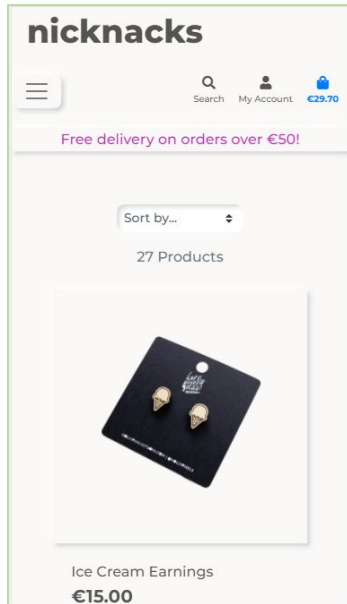 nicknacks
Search My Account €29.70
Free delivery on orders over €50!
Sort by...
27 Products
Ice Cream Earnings
€15.00